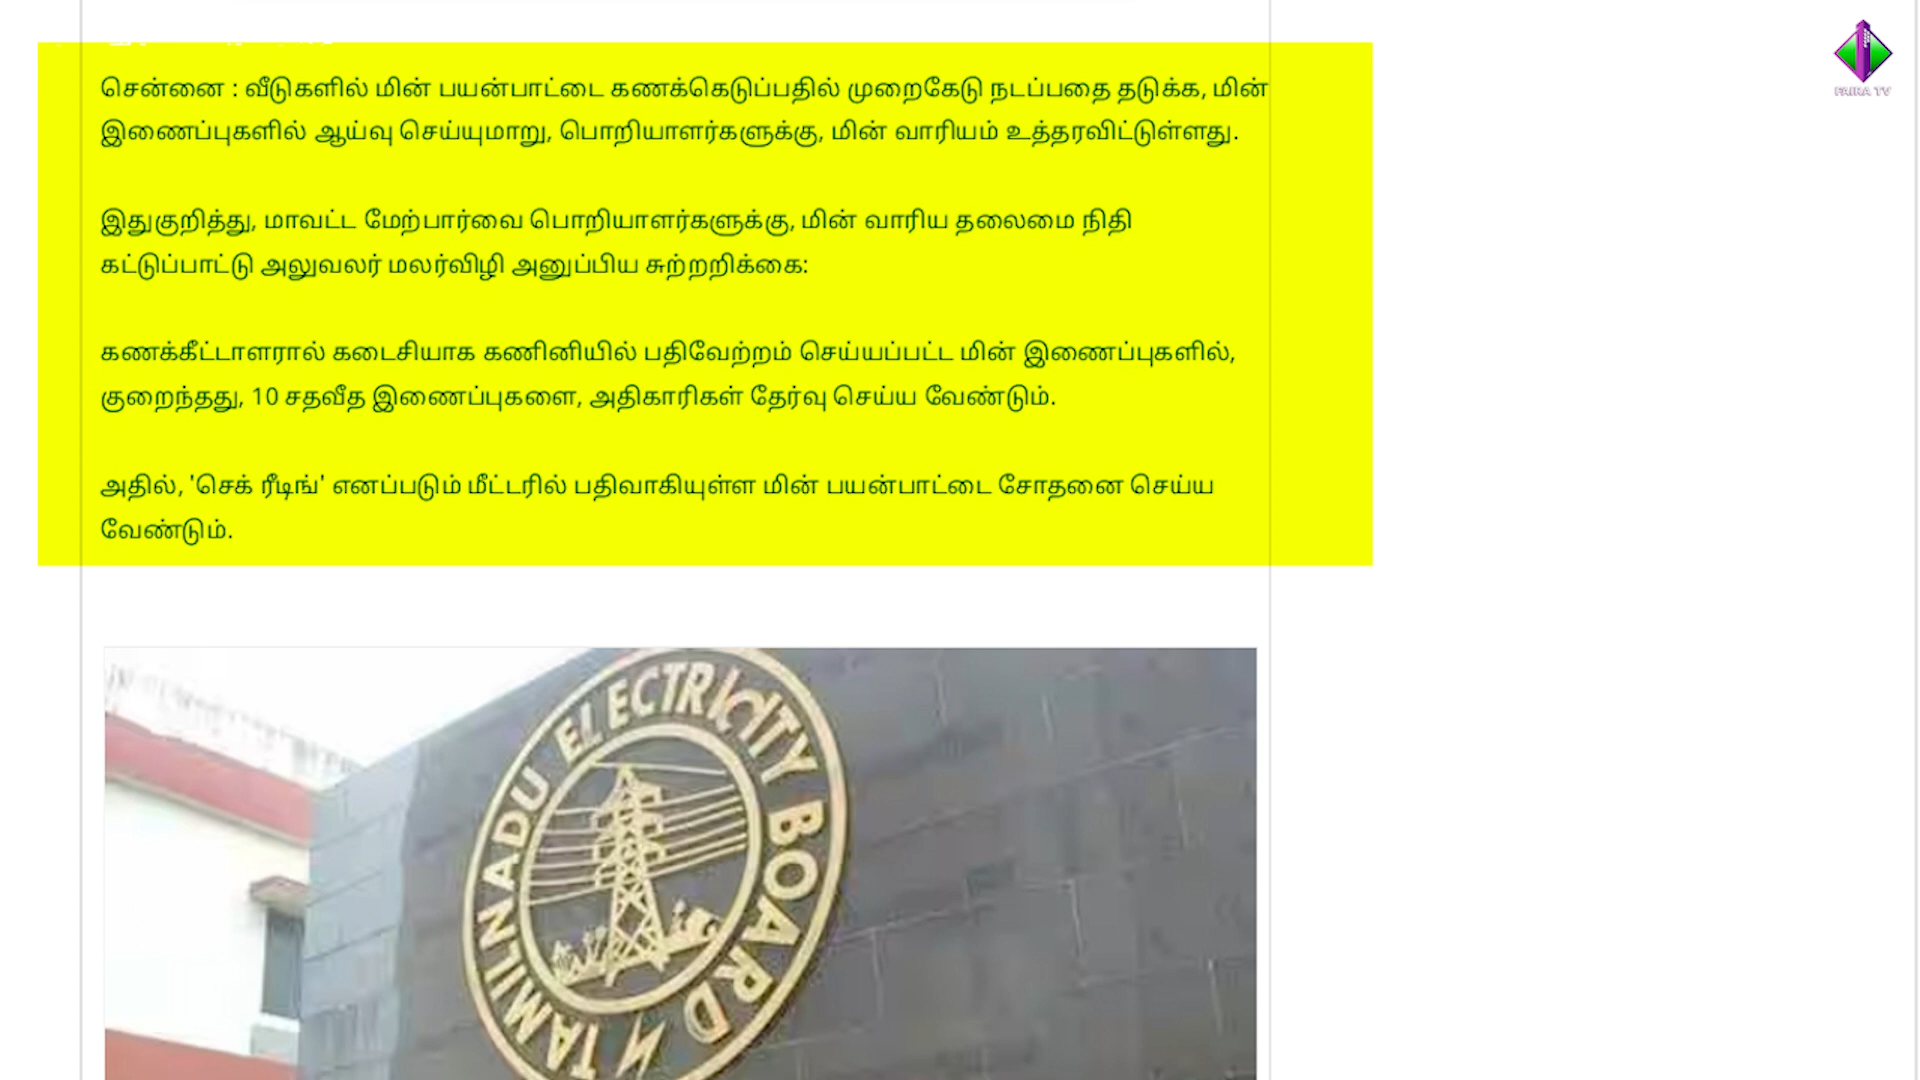 சென்னை : வீடுகளில் மின் பயன்பாட்டை கணக்கெடுப்பதில் முறைகேடு நடப்பதை தடுக்க, மின்
இணைப்புகளில் ஆய்வு செய்யுமாறு, பொறியாளர்களுக்கு, மின் வாரியம் உத்தரவிட்டுள்ளது.
இதுகுறித்து, மாவட்ட மேற்பார்வை பொறியாளர்களுக்கு, மின் வாரிய தலைமை நிதி
கட்டுப்பாட்டு அலுவலர் மலர்விழி அனுப்பிய சுற்றறிக்கை:
கணக்கீட்டாளரால் கடைசியாக கணினியில் பதிவேற்றம் செய்யப்பட்ட மின் இணைப்புகளில்,
குறைந்தது, 10 சதவீத இணைப்புகளை, அதிகாரிகள் தேர்வு செய்ய வேண்டும்.
அதில், 'செக் ரீடிங்' எனப்படும் மீட்டரில் பதிவாகியுள்ள மின் பயன்பாட்டை சோதனை செய்ய
வேண்டும்.
TAMILNADU ELECTRICITY BOARD
FAIRA TV